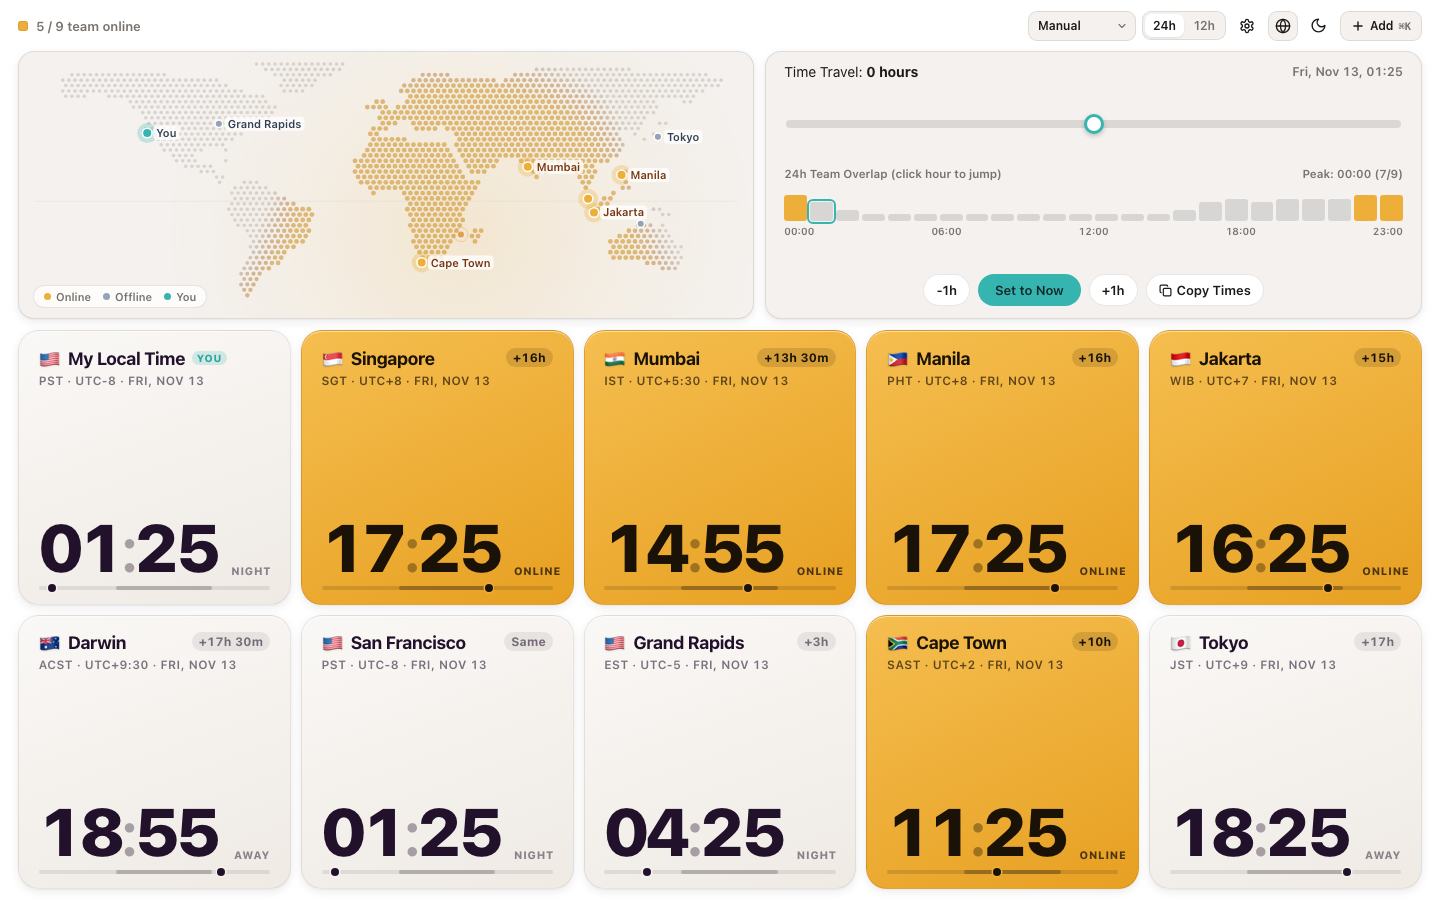 5 / 9 team online
Manual
24h
12h
Add ⌘K
You
Grand Rapids
Tokyo
Mumbai
Manila
Jakarta
Cape Town
Online
Offline
You
Time Travel: 0 hours
Fri, Nov 13, 01:25
24h Team Overlap (click hour to jump)
Peak: 00:00 (7/9)
00:00
06:00
12:00
18:00
23:00
-1h
Set to Now
+1h
Copy Times
My Local Time YOU
PST · UTC-8 · FRI, NOV 13
01:25
NIGHT
Singapore
+16h
SGT · UTC+8 · FRI, NOV 13
17:25
ONLINE
Mumbai
+13h 30m
IST · UTC+5:30 · FRI, NOV 13
14:55
ONLINE
Manila
+16h
PHT · UTC+8 · FRI, NOV 13
17:25
ONLINE
Jakarta
+15h
WIB · UTC+7 · FRI, NOV 13
16:25
ONLINE
Darwin
+17h 30m
ACST · UTC+9:30 · FRI, NOV 13
18:55
AWAY
San Francisco
Same
PST · UTC-8 · FRI, NOV 13
01:25
NIGHT
Grand Rapids
+3h
EST · UTC-5 · FRI, NOV 13
04:25
NIGHT
Cape Town
+10h
SAST · UTC+2 · FRI, NOV 13
11:25
ONLINE
Tokyo
+17h
JST · UTC+9 · FRI, NOV 13
18:25
AWAY